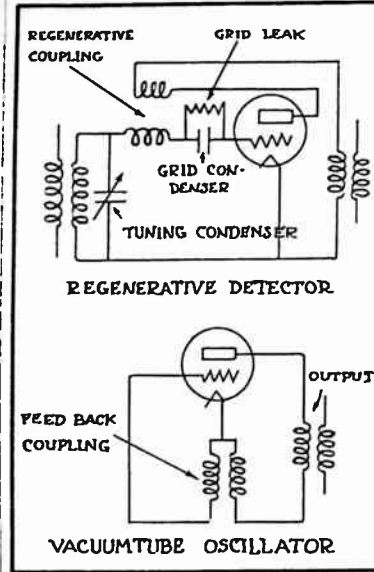 REGENERATIVE
COUPLING
GRID LEAK
GRID CON-
DENSER
TUNING CONDENSER
REGENERATIVE DETECTOR
OUTPUT
FEED BACK
COUPLING
VACUUMTUBE OSCILLATOR